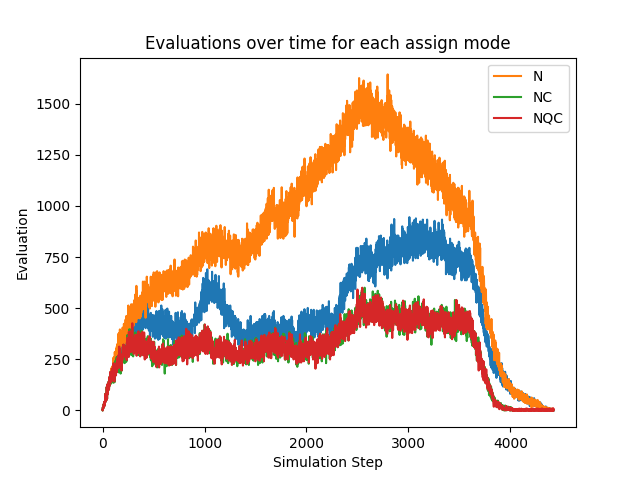 Evaluations over time for each assign mode
N
NC
NQC
Evaluation
1500
1250
1000
750
500
250
0
0 1000 2000 3000 4000
Simulation Step